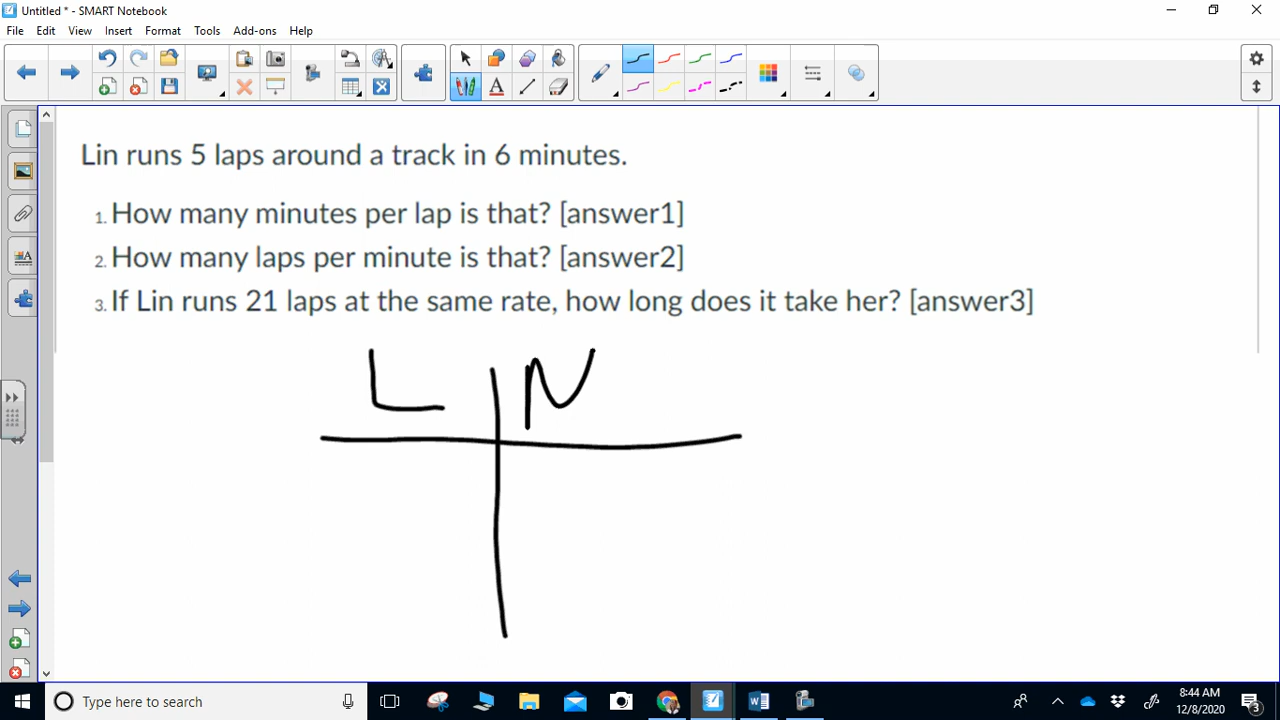 Untitled * - SMART Notebook
File Edit View Insert Format Tools Add-ons Help
Lin runs 5 laps around a track in 6 minutes.
1. How many minutes per lap is that? [answer1]
2. How many laps per minute is that? [answer2]
3. If Lin runs 21 laps at the same rate, how long does it take her? [answer3]
L N
Type here to search
8:44 AM
12/8/2020
3